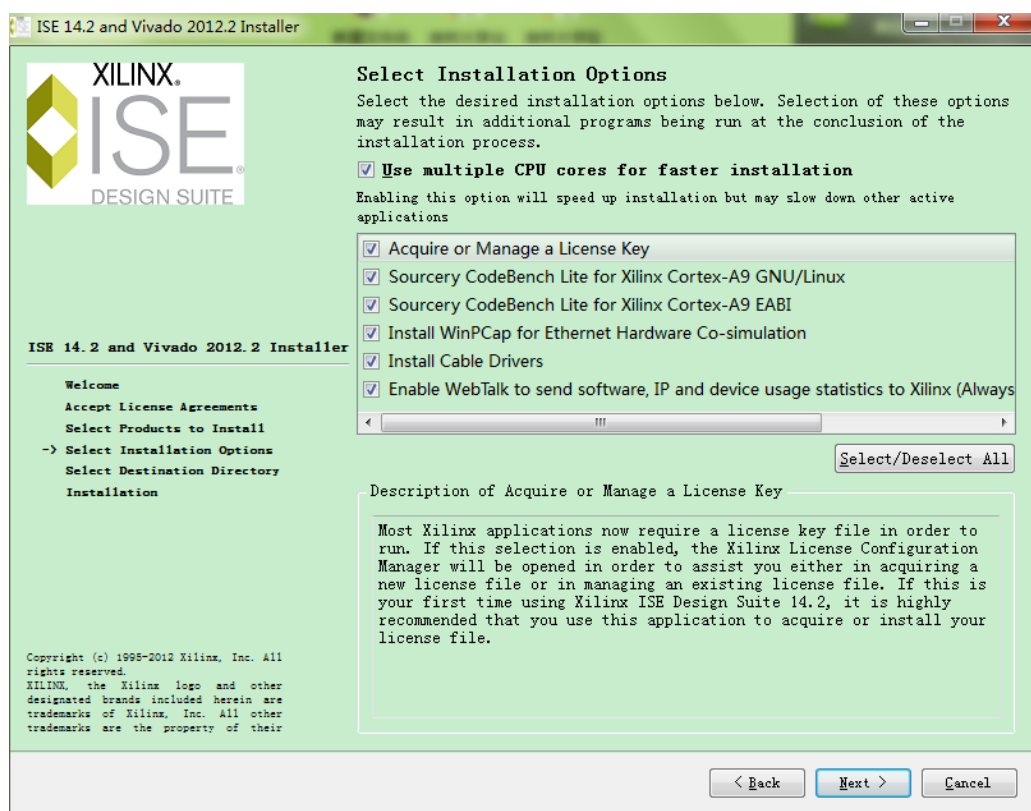 ISE 14.2 and Vivado 2012.2 Installer
XILINX®
ISE®
DESIGN SUITE
ISE 14.2 and Vivado 2012.2 Installer
Welcome
Accept License Agreements
Select Products to Install
-> Select Installation Options
Select Destination Directory
Installation
Copyright (c) 1995-2012 Xilinx, Inc. All
rights reserved.
XILINX, the Xilinx logo and other
designated brands included herein are
trademarks of Xilinx, Inc. All other
trademarks are the property of their
Select Installation Options
Select the desired installation options below. Selection of these options
may result in additional programs being run at the conclusion of the
installation process.
Use multiple CPU cores for faster installation
Enabling this option will speed up installation but may slow down other active
applications
Acquire or Manage a License Key
Sourcery CodeBench Lite for Xilinx Cortex-A9 GNU/Linux
Sourcery CodeBench Lite for Xilinx Cortex-A9 EABI
Install WinPCap for Ethernet Hardware Co-simulation
Install Cable Drivers
Enable WebTalk to send software, IP and device usage statistics to Xilinx (Always
Select/Deselect All
Description of Acquire or Manage a License Key
Most Xilinx applications now require a license key file in order to
run. If this selection is enabled, the Xilinx License Configuration
Manager will be opened in order to assist you either in acquiring a
new license file or in managing an existing license file. If this is
your first time using Xilinx ISE Design Suite 14.2, it is highly
recommended that you use this application to acquire or install your
license file.
< Back
Next >
Cancel